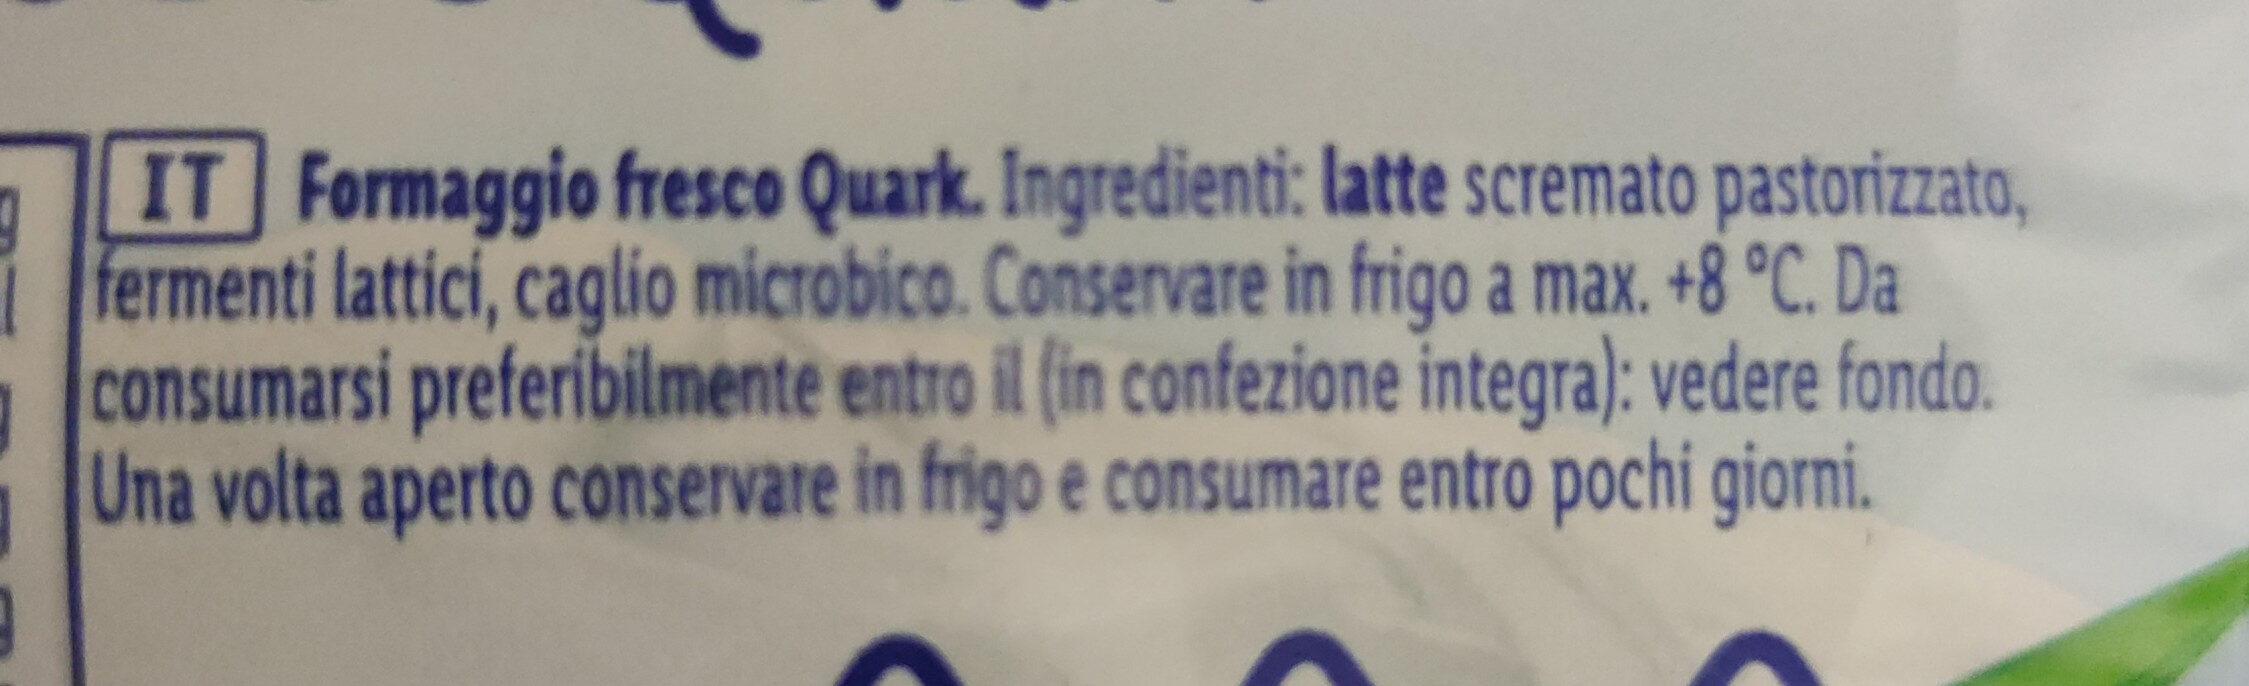 IT Formaggio fresco Quark. Ingredienti: latte scremato pastorizzato,
fermenti lattici, caglio microbico. Conservare in frigo a max. +8 °C. Da
consumarsi preferibilmente entro il (in confezione integra): vedere fondo.
Una volta aperto conservare in frigo e consumare entro pochi giorni.